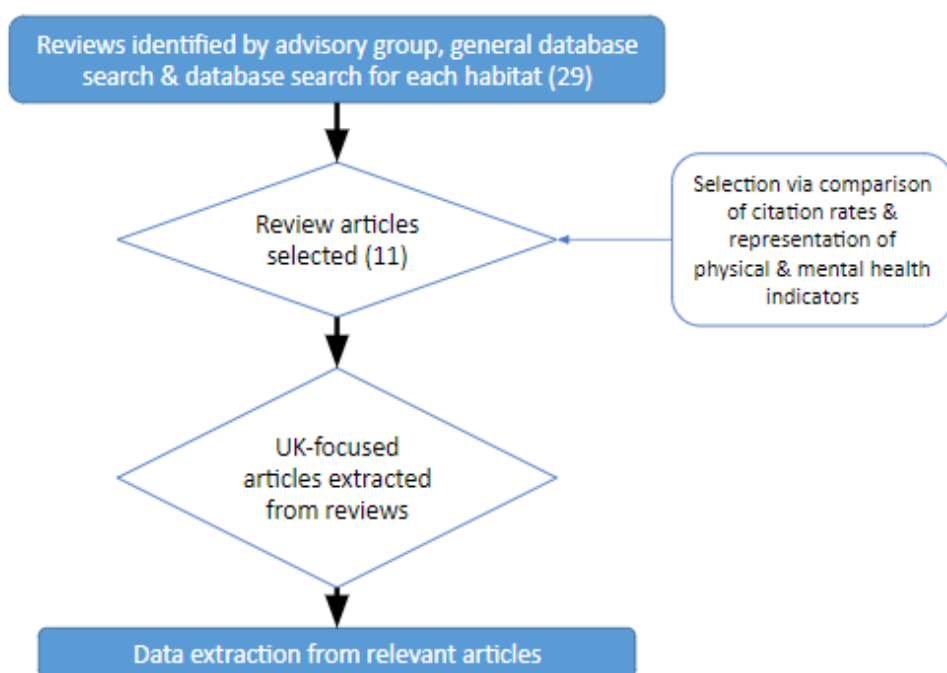 Reviews identified by advisory group, general database
search & database search for each habitat (29)
Review articles
selected (11)
Selection via comparison
of citation rates &
representation of
physical & mental health
indicators
UK-focused
articles extracted
from reviews
Data extraction from relevant articles